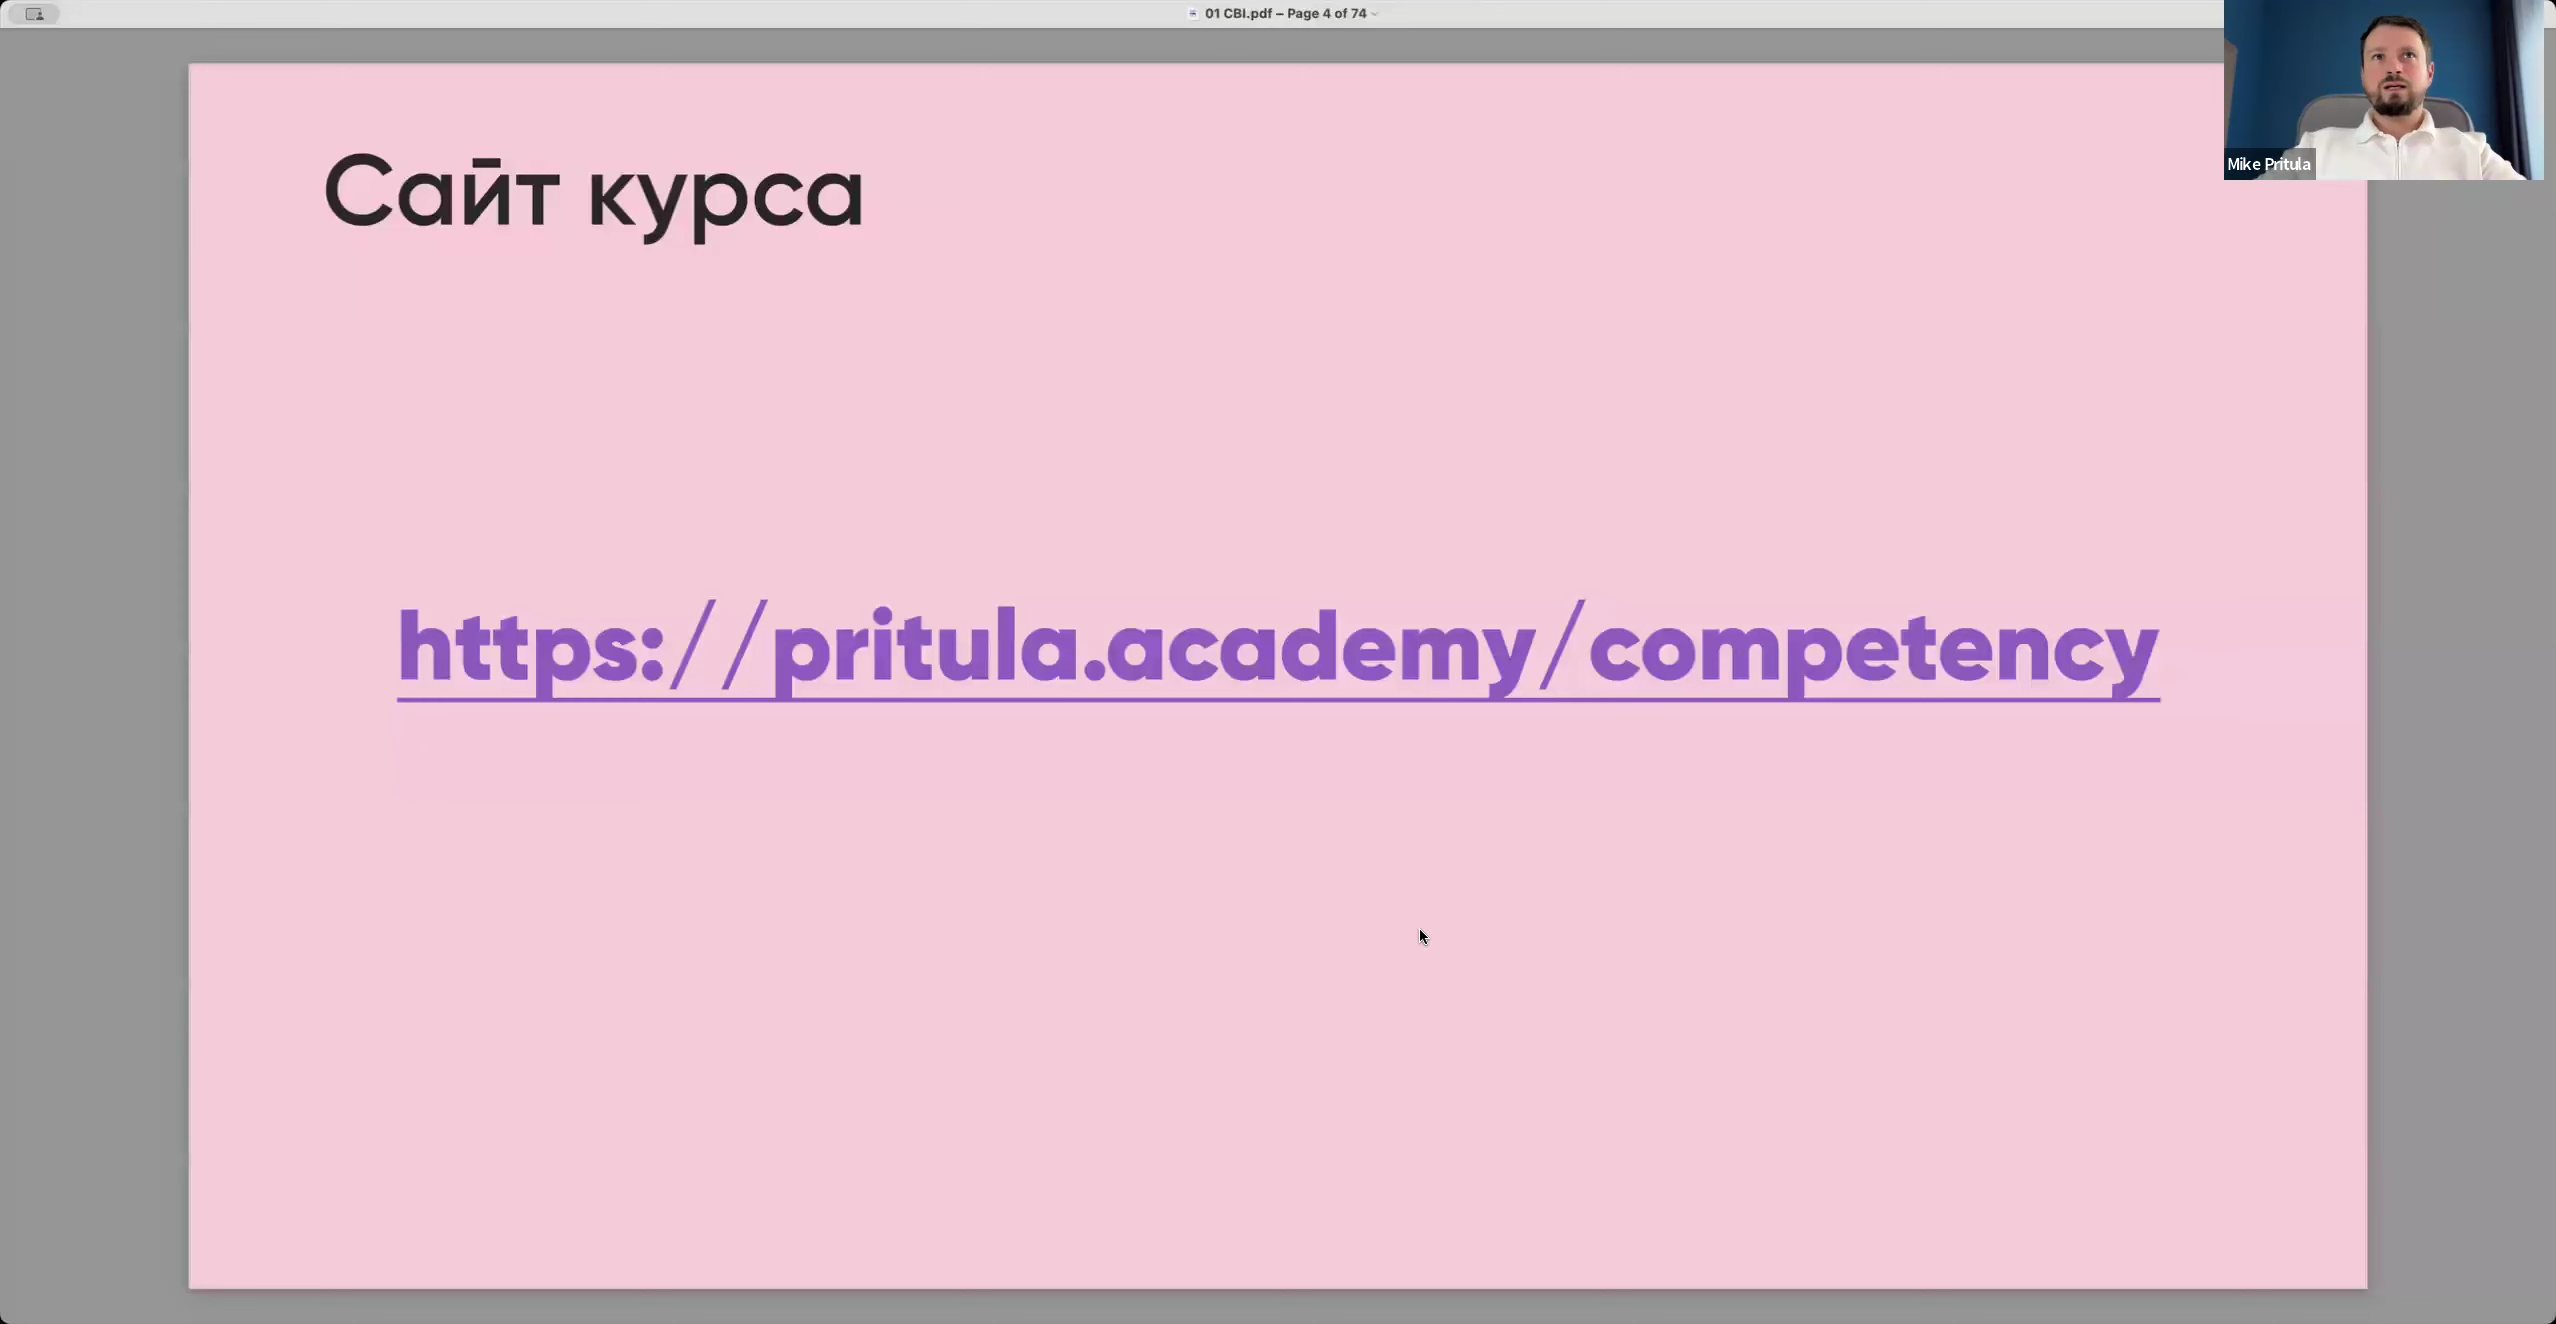 01 CBI.pdf – Page 4 of 74
Mike Pritula
Сайт курса
https://pritula.academy/competency